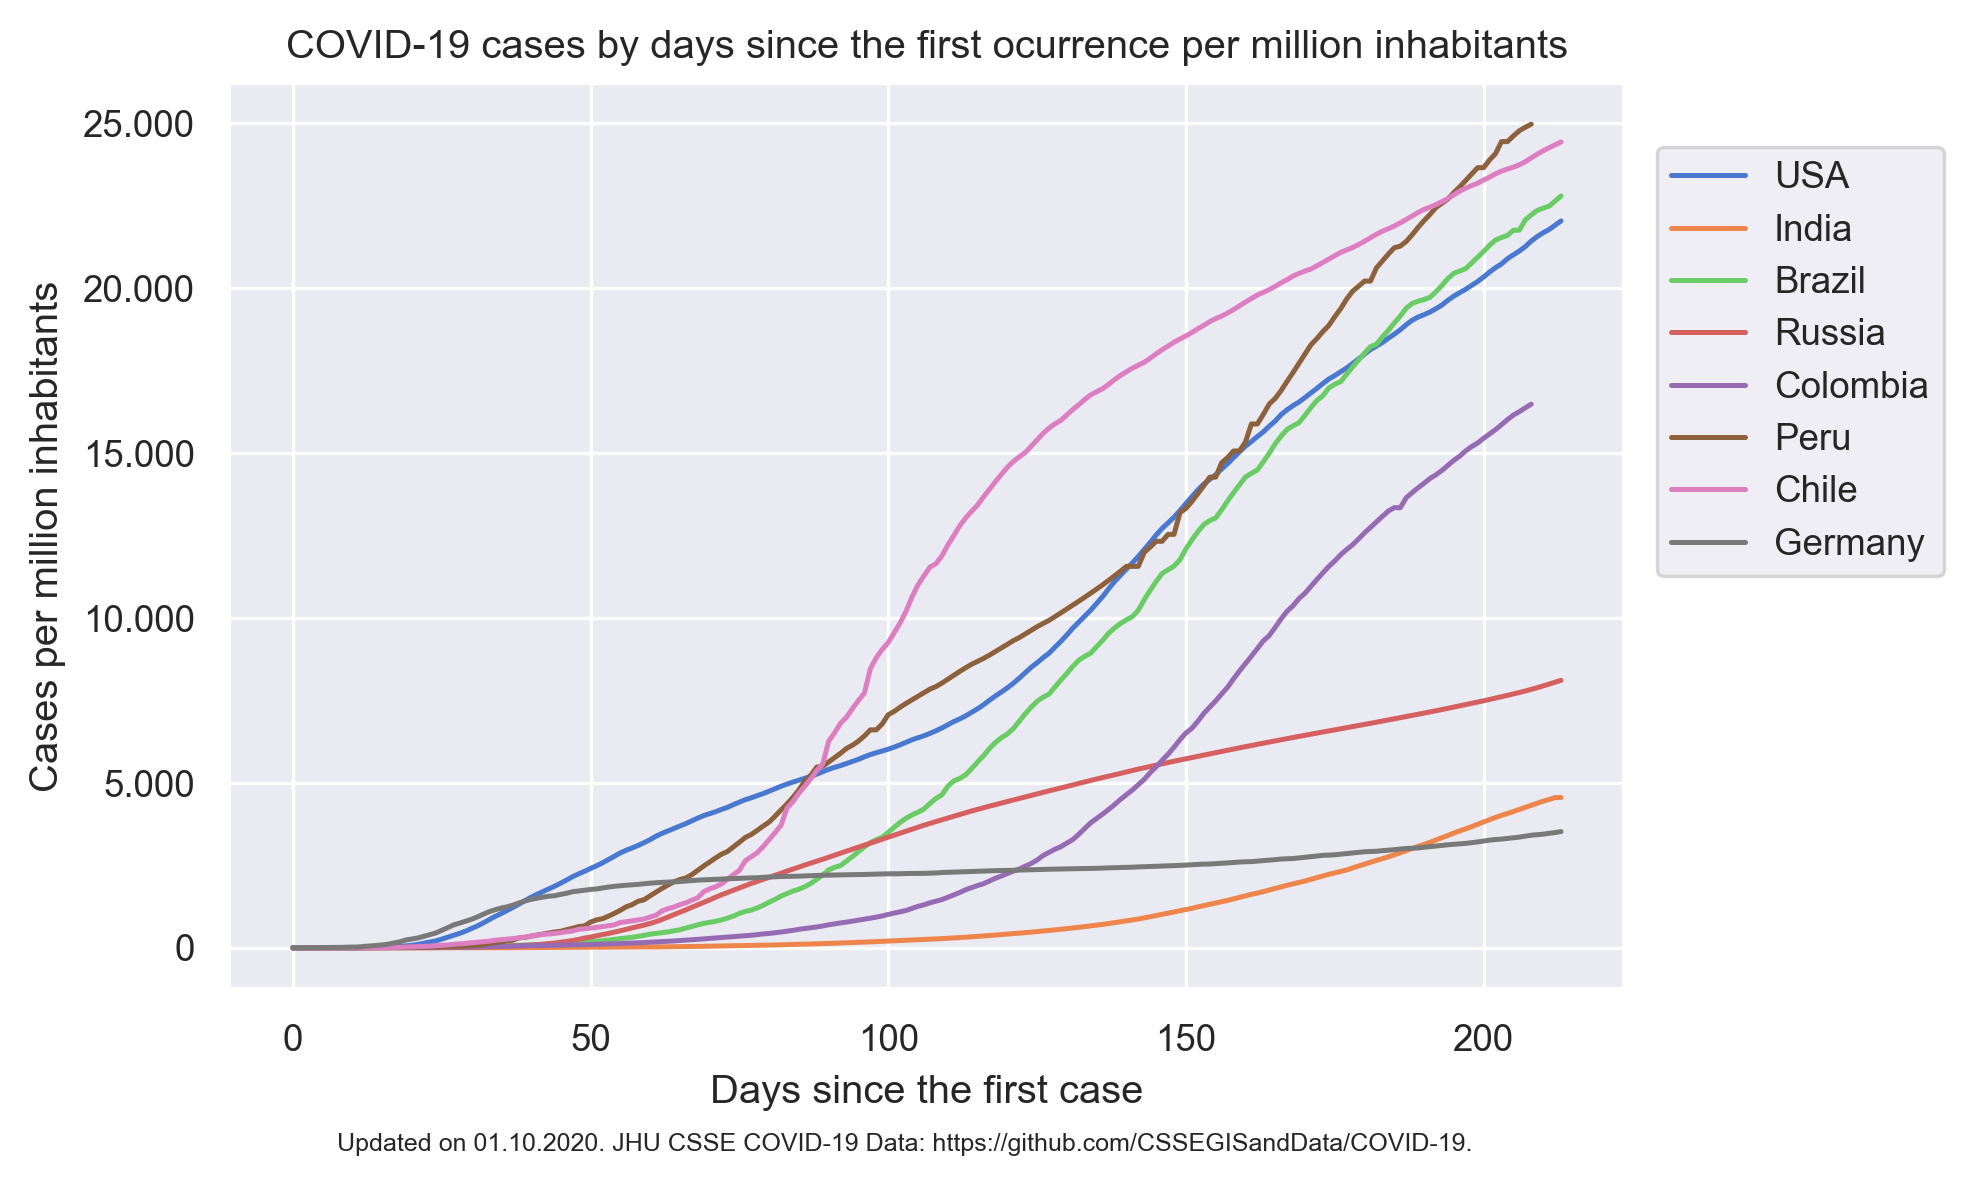 COVID-19 cases by days since the first ocurrence per million inhabitants
Cases per million inhabitants
25.000
20.000
15.000
10.000
5.000
0
0 50 100 150 200
Days since the first case
USA
India
Brazil
Russia
Colombia
Peru
Chile
Germany
Updated on 01.10.2020. JHU CSSE COVID-19 Data: https://github.com/CSSEGISandData/COVID-19.